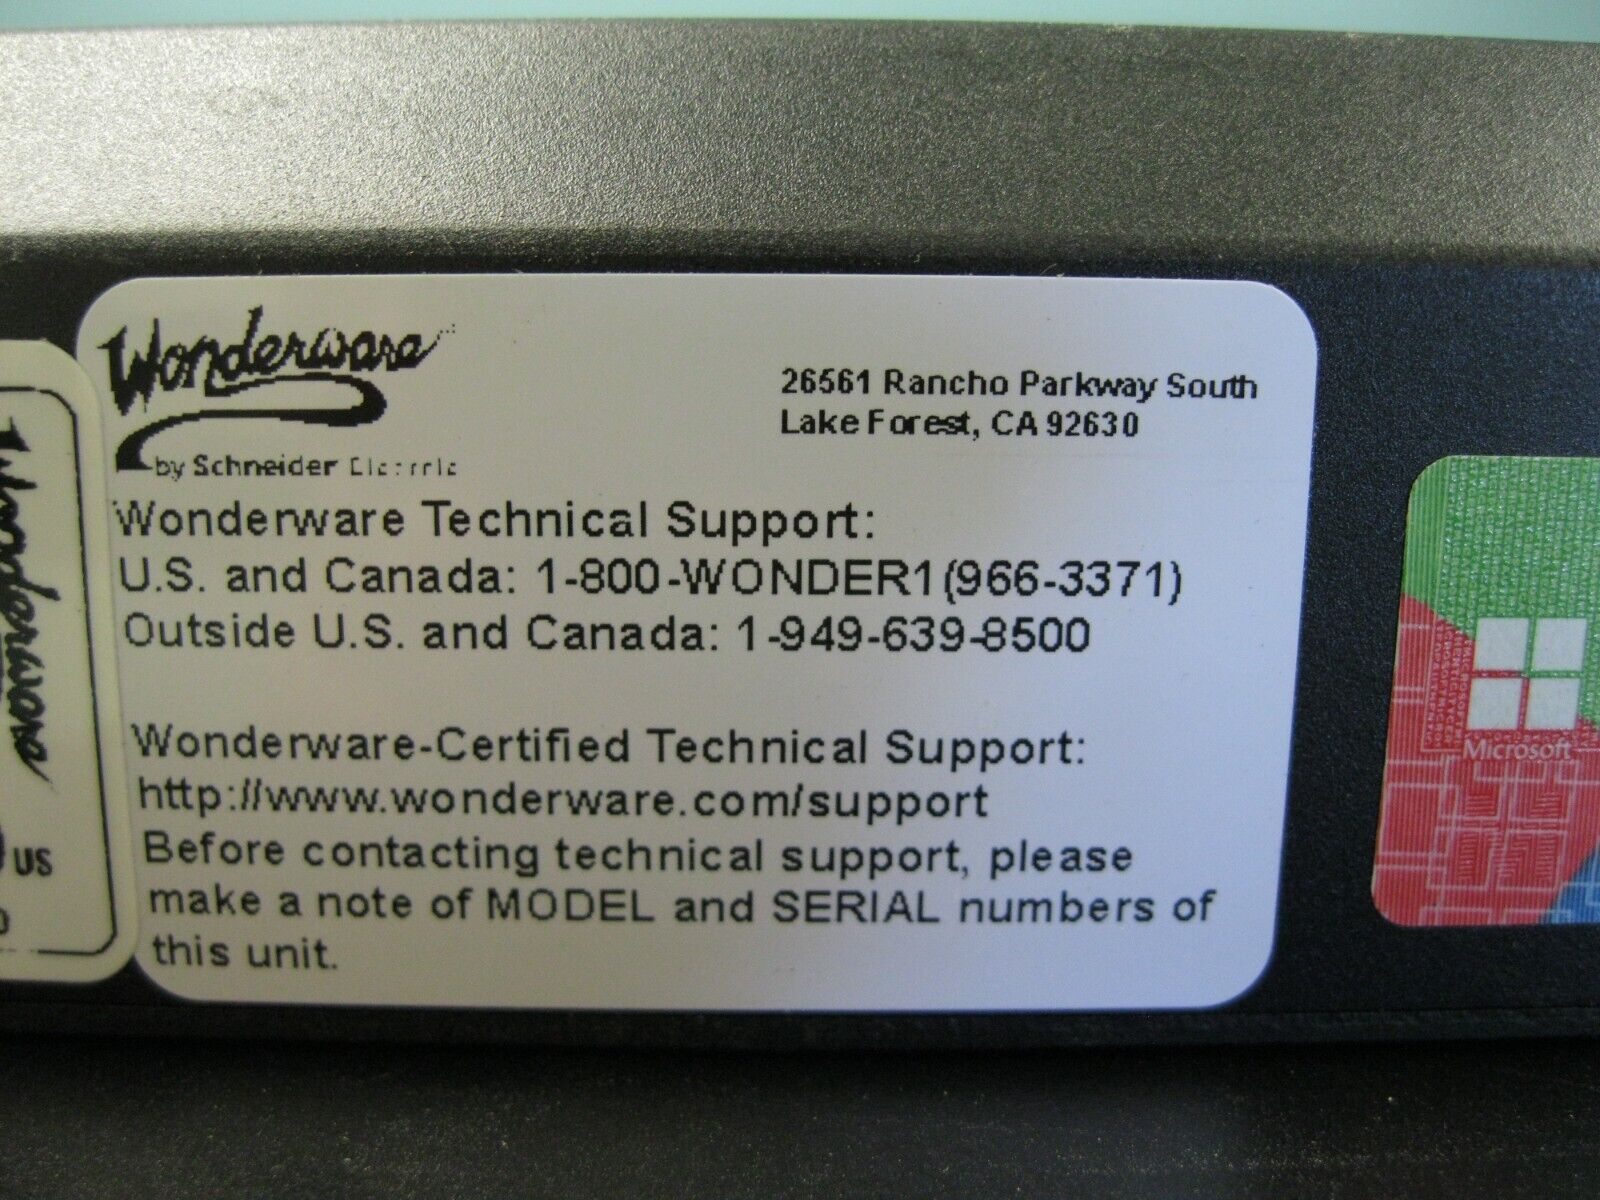 Wonderware
by Schneider Electric
26561 Rancho Parkway South
Lake Forest, CA 92630
Wonderware Technical Support:
U.S. and Canada: 1-800-WONDER1(966-3371)
Outside U.S. and Canada: 1-949-639-8500
Wonderware-Certified Technical Support:
http://www.wonderware.com/support
Before contacting technical support, please
make a note of MODEL and SERIAL numbers of
this unit.
Wonderware
US
Microsoft